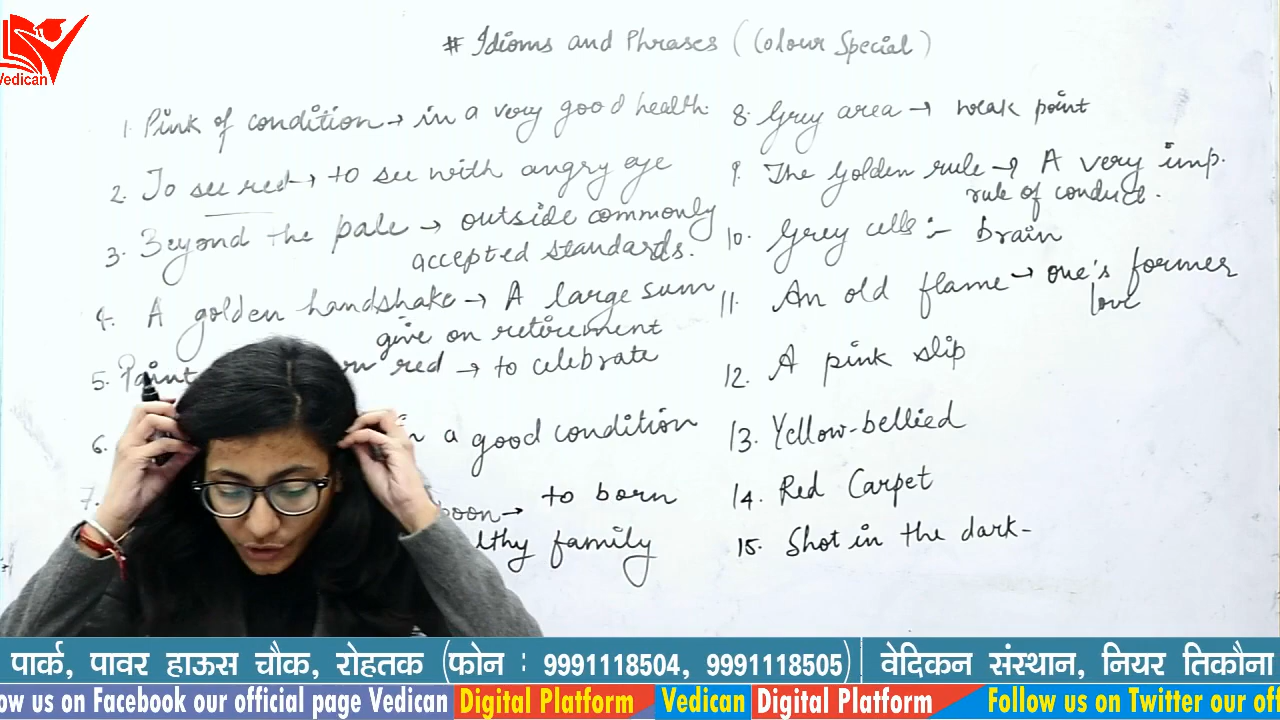 Vedican
# Idioms and Phrases (Colour Special)
1. Pink of condition → in a very good health.
2. To see red → to see with angry eye
3. Beyond the pale → outside commonly
accepted standards.
4. A golden handshake → A large sum
give on retirement
5. Paint red → to celebrate
6. in a good condition
7. poon → to born
lthy family
8. Grey area → weak point
9. The golden rule → A very imp.
rule of conduct.
10. Grey cells :- brain
11. An old flame → one's former
love
12. A pink slip
13. Yellow-bellied
14. Red Carpet
15. Shot in the dark-
पार्क, पावर हाऊस चौक, रोहतक (फोन : 9991118504, 9991118505) वेदिकन संस्थान, नियर तिकौना
ow us on Facebook our official page Vedican Digital Platform Vedican Digital Platform Follow us on Twitter our off